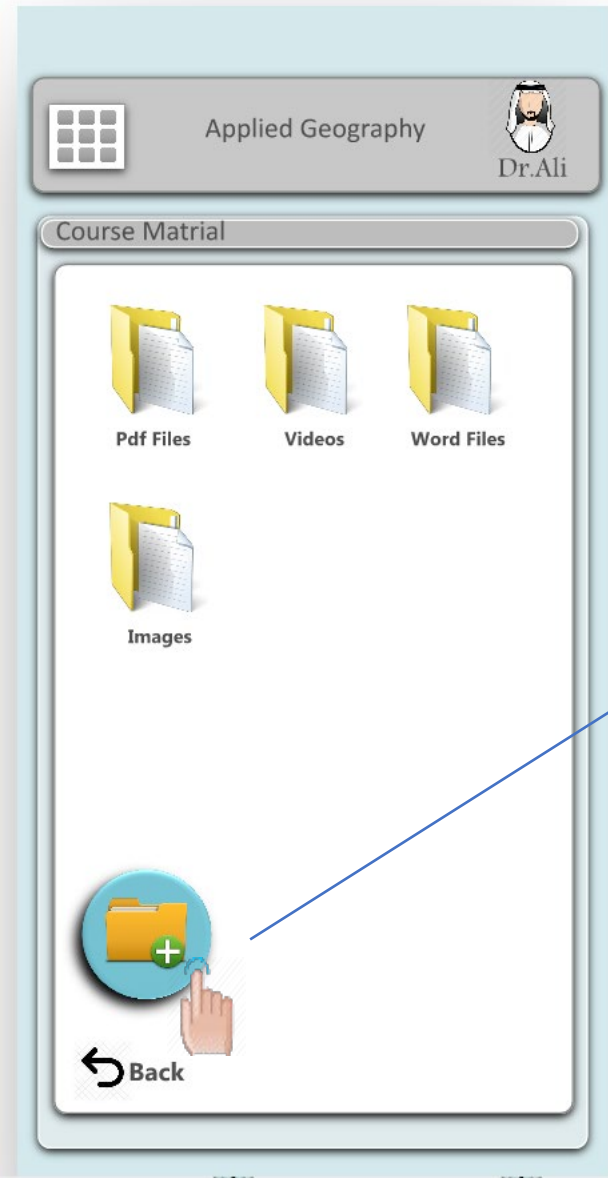 Applied Geography
Dr.Ali
Course Matrial
Pdf Files Videos Word Files
Images
Back